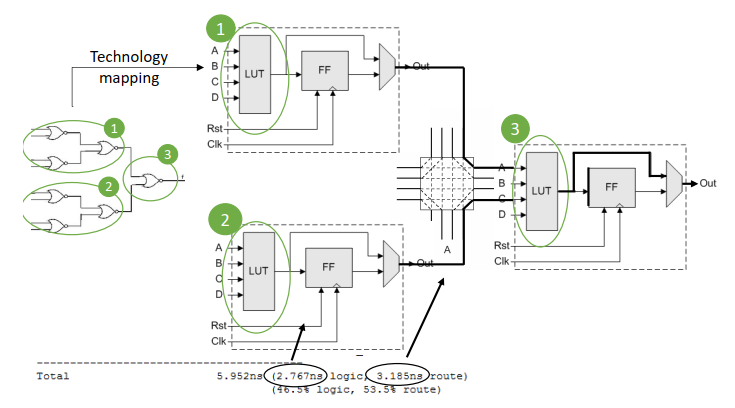 Technology
mapping
1
2
3
f
1
A
B
C
D
LUT
FF
Out
Rst
Clk
2
A
B
C
D
LUT
FF
Out
Rst
Clk
A
3
A
B
C
D
LUT
FF
Out
Rst
Clk
Total 5.952ns (2.767ns logic, 3.185ns route)
(46.5% logic, 53.5% route)